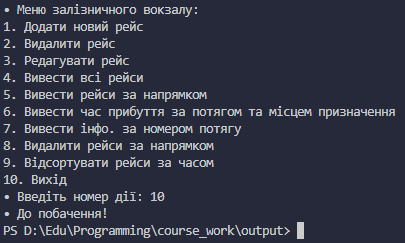 • Меню залізничного вокзалу:
1. Додати новий рейс
2. Видалити рейс
3. Редагувати рейс
4. Вивести всі рейси
5. Вивести рейси за напрямком
6. Вивести час прибуття за потягом та місцем призначення
7. Вивести інфо. за номером потягу
8. Видалити рейси за напрямком
9. Відсортувати рейси за часом
10. Вихід
• Введіть номер дії: 10
• До побачення!
PS D:\Edu\Programming\course_work\output>